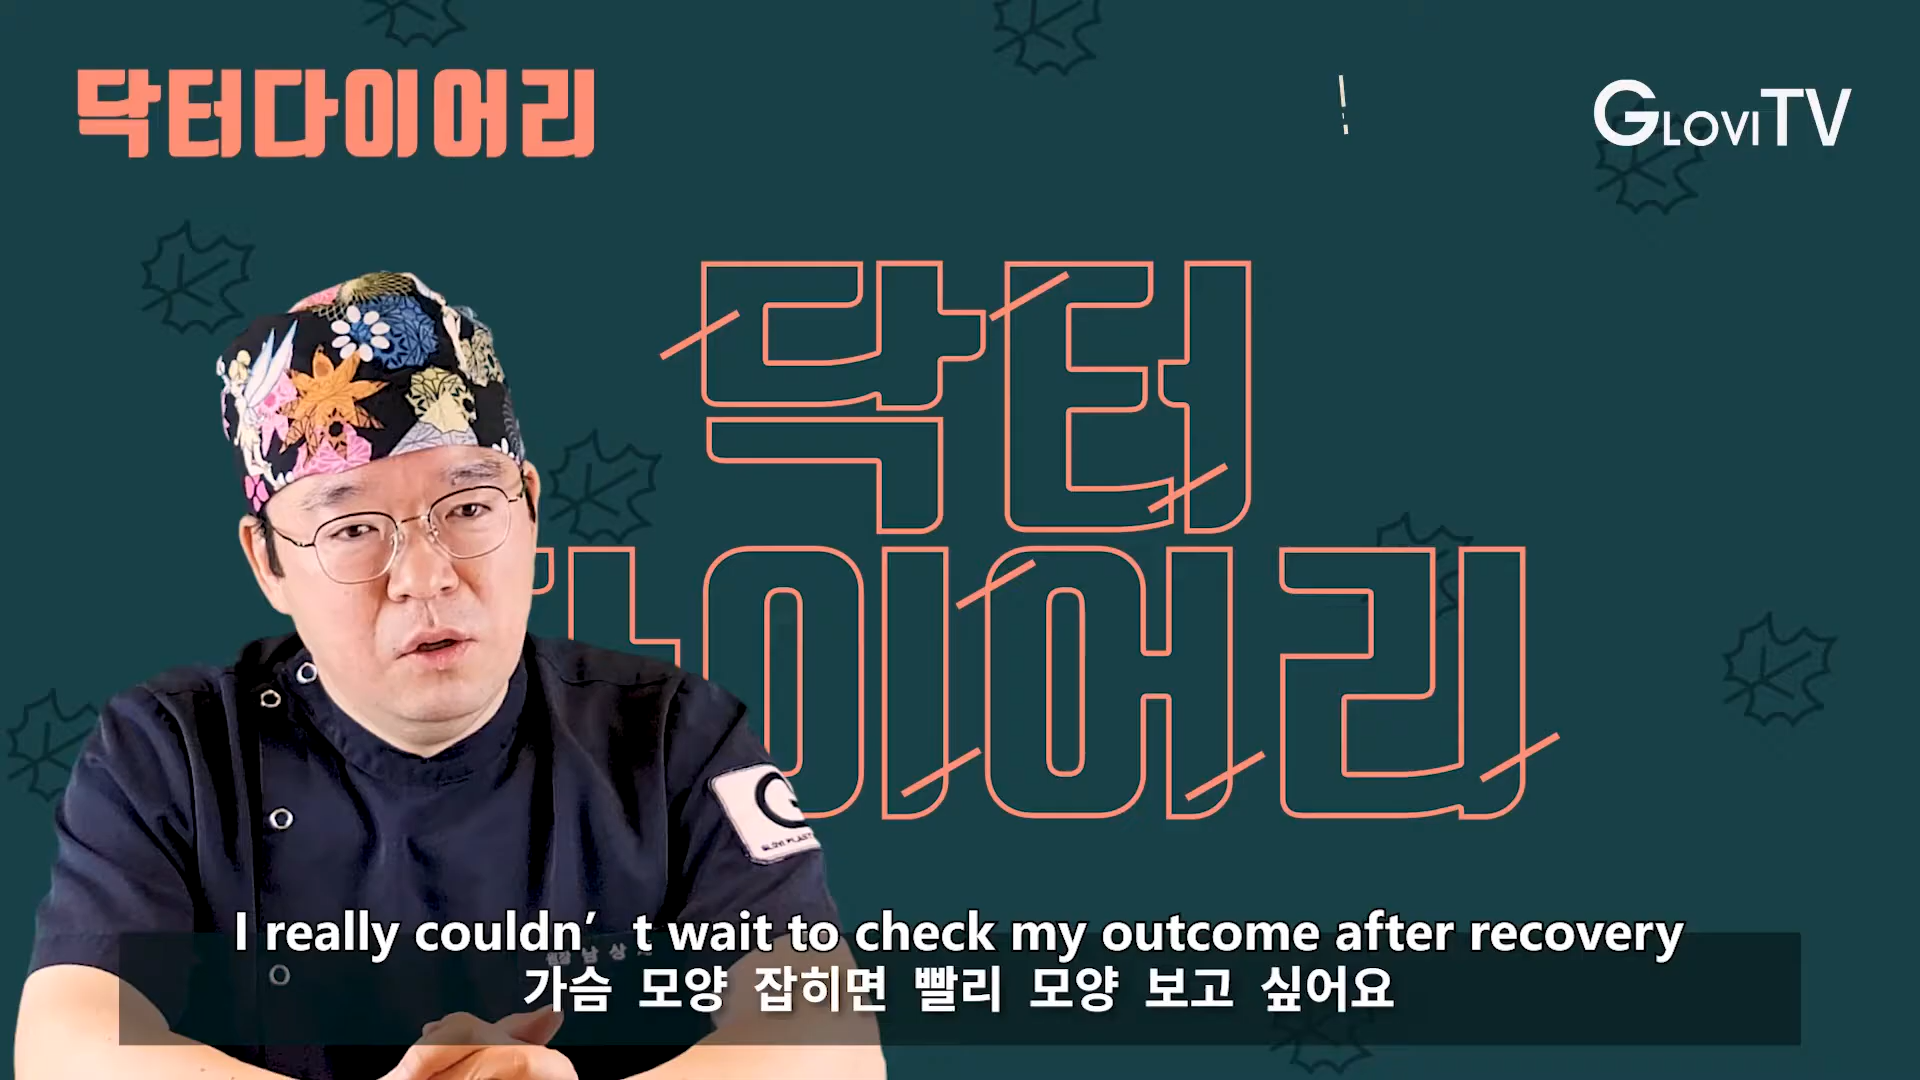 닥터다이어리
!
GLOVITV
닥터
다이어리
I really couldn’t wait to check my outcome after recovery
가슴 모양 잡히면 빨리 모양 보고 싶어요